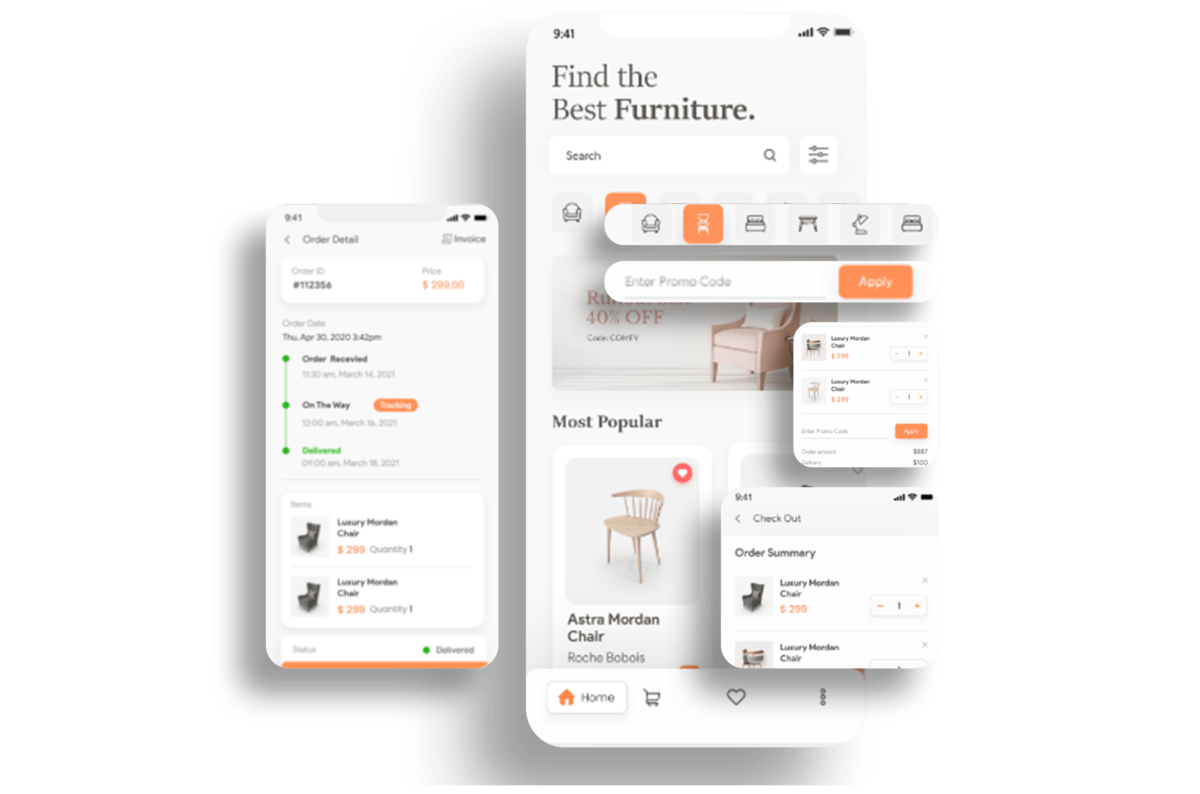 9:41
Order Detail
Invoice
Order ID
Price
#112356
$ 299.00
Order Date
Thu, Apr 30, 2020 3:42pm
Order Recevied
11:30 am, March 14, 2021
On The Way
Tracking
12:00 am, March 16, 2021
Delivered
09:00 am, March 18, 2021
Items
Luxury Mordan
Chair
$ 299 Quantity 1
Luxury Mordan
Chair
$ 299 Quantity 1
Status
Delivered
9:41
Find the
Best Furniture.
Search
Enter Promo Code
Apply
40% OFF
Code: COMFY
Most Popular
Astra Mordan
Chair
Roche Bobois
Home
Luxury Mordan
Chair
$ 299
- 1 +
Luxury Mordan
Chair
$ 299
- 1 +
Enter Promo Code
Apply
Order amount
$887
Delivery
$100
9:41
Check Out
Order Summary
Luxury Mordan
Chair
$ 299
- 1 +
Luxury Mordan
Chair